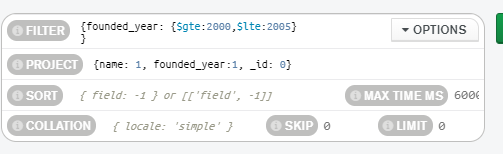 FILTER {founded_year: {$gte:2000,$lte:2005} OPTIONS
}
PROJECT {name: 1, founded_year:1, _id: 0}
SORT { field: -1 } or [['field', -1]] MAX TIME MS 6000
COLLATION { locale: 'simple' } SKIP 0 LIMIT 0